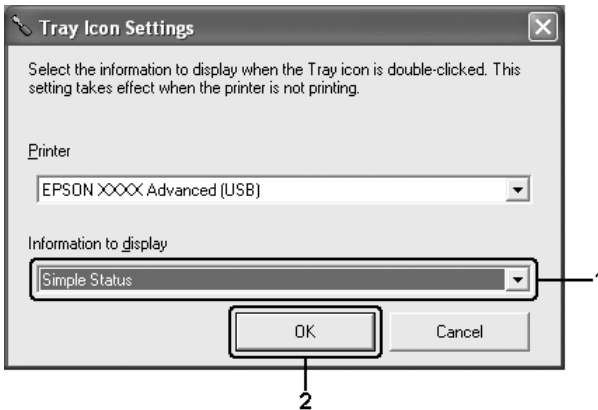 Tray Icon Settings
Select the information to display when the Tray icon is double-clicked. This
setting takes effect when the printer is not printing.
Printer
EPSON XXXX Advanced (USB)
Information to display
Simple Status
1
OK
Cancel
2